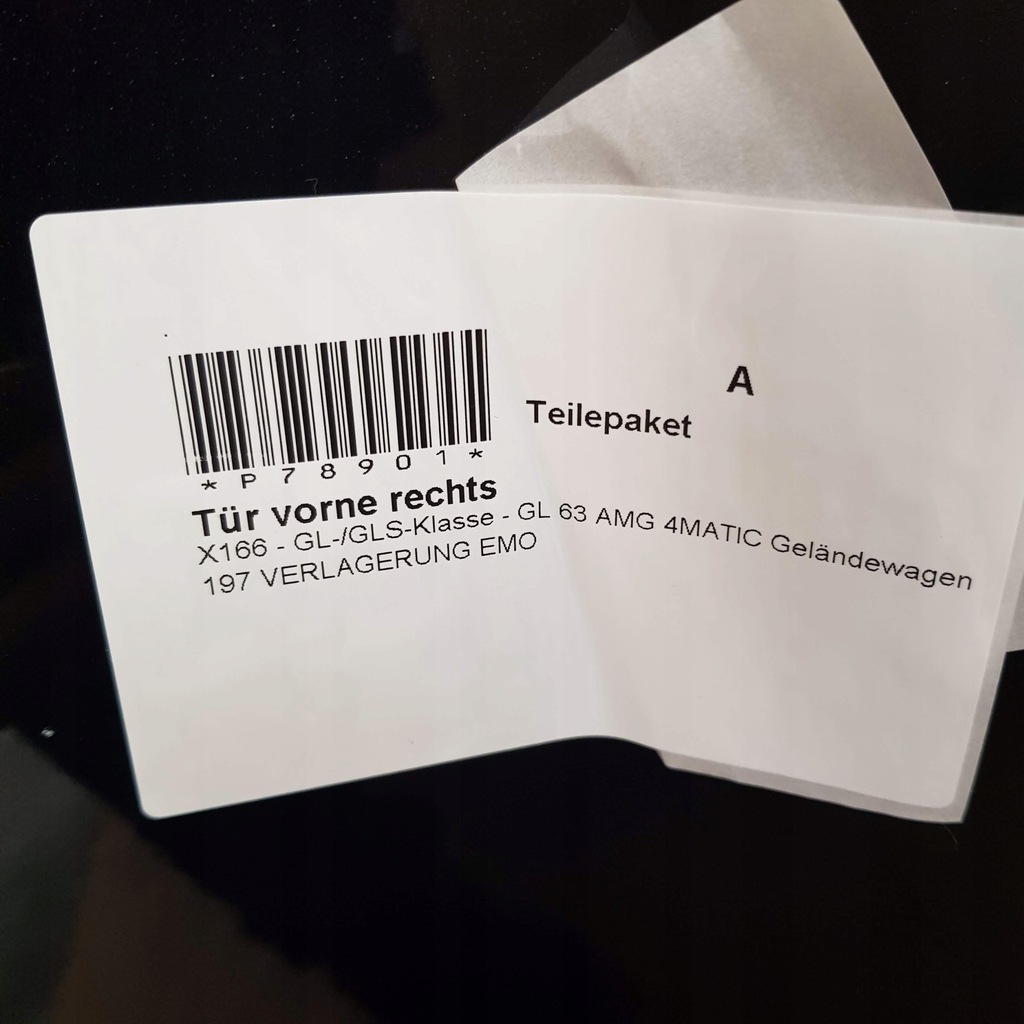 A
Teilepaket
*P78901*
Tür vorne rechts
X166 - GL-/GLS-Klasse - GL 63 AMG 4MATIC Geländewagen
197 VERLAGERUNG EMO